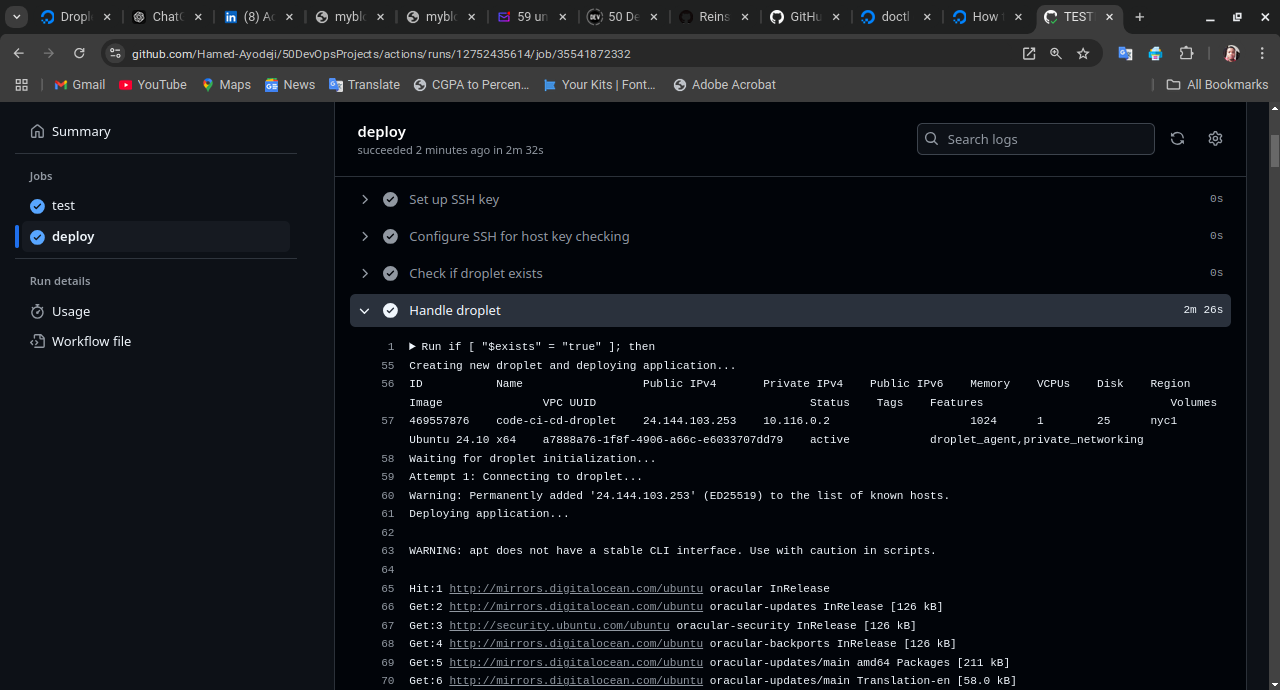 Drople
ChatG
(8) Ac
myblo
myblo
59 un
50 De
Reins
GitHu
doctl
How t
TEST
github.com/Hamed-Ayodeji/50DevOpsProjects/actions/runs/12752435614/job/35541872332
Gmail
YouTube
Maps
News
Translate
CGPA to Percen...
Your Kits | Font...
Adobe Acrobat
All Bookmarks
Summary
Jobs
test
deploy
Run details
Usage
Workflow file
deploy
succeeded 2 minutes ago in 2m 32s
Search logs
Set up SSH key 0s
Configure SSH for host key checking 0s
Check if droplet exists 0s
Handle droplet 2m 26s
1 Run if [ "$exists" = "true" ]; then
55 Creating new droplet and deploying application...
56 ID Name Public IPv4 Private IPv4 Public IPv6 Memory VCPUs Disk Region
Image VPC UUID Status Tags Features Volumes
57 469557876 code-ci-cd-droplet 24.144.103.253 10.116.0.2 1024 1 25 nyc1
Ubuntu 24.10 x64 a7888a76-1f8f-4906-a66c-e6033707dd79 active droplet_agent,private_networking
58 Waiting for droplet initialization...
59 Attempt 1: Connecting to droplet...
60 Warning: Permanently added '24.144.103.253' (ED25519) to the list of known hosts.
61 Deploying application...
62
63 WARNING: apt does not have a stable CLI interface. Use with caution in scripts.
64
65 Hit:1 http://mirrors.digitalocean.com/ubuntu oracular InRelease
66 Get:2 http://mirrors.digitalocean.com/ubuntu oracular-updates InRelease [126 kB]
67 Get:3 http://security.ubuntu.com/ubuntu oracular-security InRelease [126 kB]
68 Get:4 http://mirrors.digitalocean.com/ubuntu oracular-backports InRelease [126 kB]
69 Get:5 http://mirrors.digitalocean.com/ubuntu oracular-updates/main amd64 Packages [211 kB]
70 Get:6 http://mirrors.digitalocean.com/ubuntu oracular-updates/main Translation-en [58.0 kB]